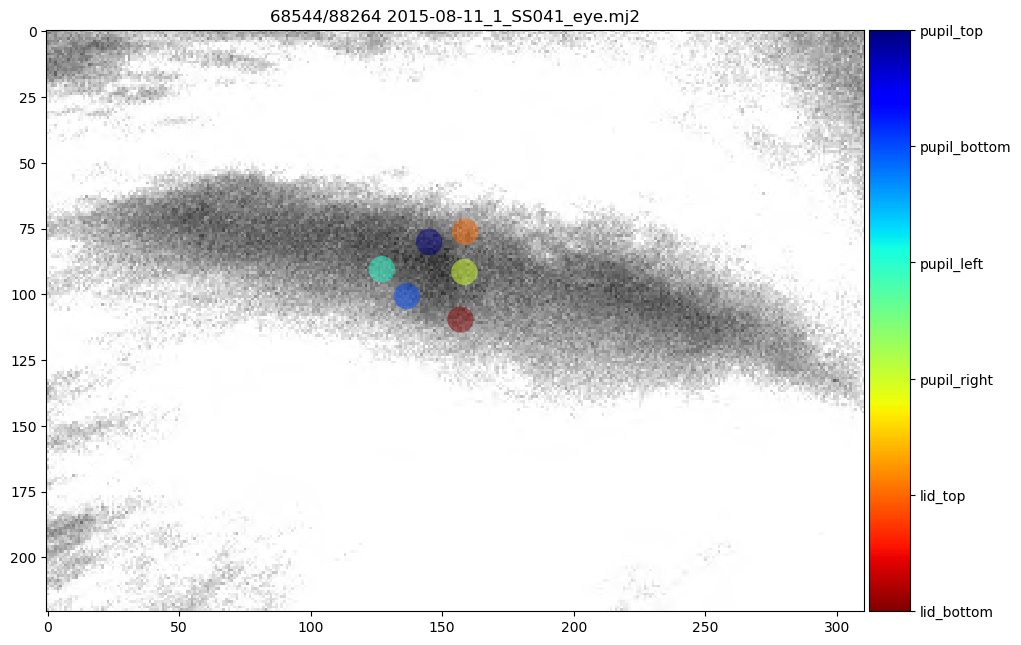 68544/88264 2015-08-11_1_SS041_eye.mj2
0
25
50
75
100
125
150
175
200
0 50 100 150 200 250 300
pupil_top
pupil_bottom
pupil_left
pupil_right
lid_top
lid_bottom